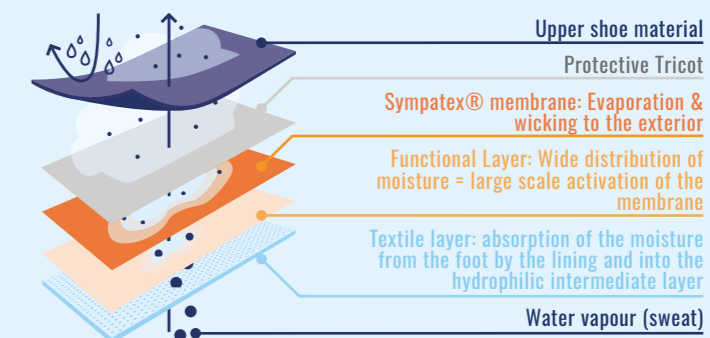 Upper shoe material
Protective Tricot
Sympatex® membrane: Evaporation &
wicking to the exterior
Functional Layer: Wide distribution of
moisture = large scale activation of the
membrane
Textile layer: absorption of the moisture
from the foot by the lining and into the
hydrophilic intermediate layer
Water vapour (sweat)